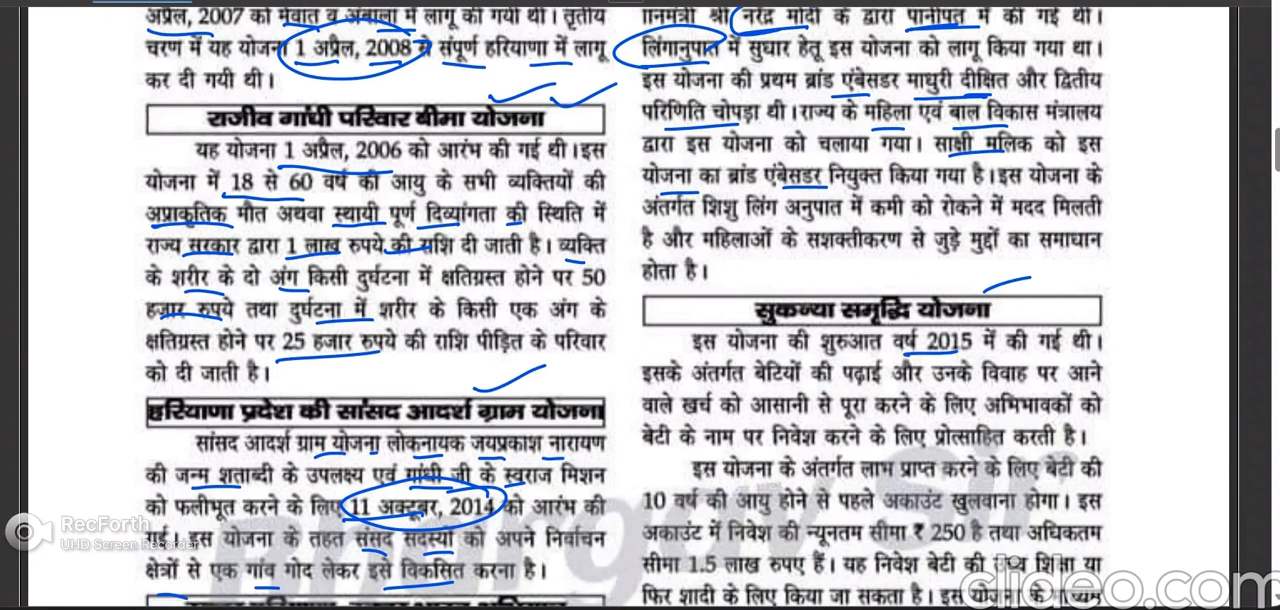 अप्रैल, 2007 को मेवात व अंबाला में लागू की गयी थी। तृतीय
चरण में यह योजना 1 अप्रैल, 2008 से संपूर्ण हरियाणा में लागू
कर दी गयी थी।
राजीव गांधी परिवार बीमा योजना
यह योजना 1 अप्रैल, 2006 को आरंभ की गई थी। इस
योजना में 18 से 60 वर्ष की आयु के सभी व्यक्तियों की
अप्राकृतिक मौत अथवा स्थायी पूर्ण दिव्यांगता की स्थिति में
राज्य सरकार द्वारा 1 लाख रुपये की राशि दी जाती है। व्यक्ति
के शरीर के दो अंग किसी दुर्घटना में क्षतिग्रस्त होने पर 50
हजार रुपये तथा दुर्घटना में शरीर के किसी एक अंग के
क्षतिग्रस्त होने पर 25 हजार रुपये की राशि पीड़ित के परिवार
को दी जाती है।
हरियाणा प्रदेश की सांसद आदर्श ग्राम योजना
सांसद आदर्श ग्राम योजना लोकनायक जयप्रकाश नारायण
की जन्म शताब्दी के उपलक्ष्य एवं गांधी जी के स्वराज मिशन
को फलीभूत करने के लिए 11 अक्टूबर, 2014 को आरंभ की
गई। इस योजना के तहत संसद सदस्यों को अपने निर्वाचन
क्षेत्रों से एक गांव गोद लेकर इसे विकसित करना है।
नमंत्री श्री नरेंद्र मोदी के द्वारा पानीपत में की गई थी।
लिंगानुपात में सुधार हेतु इस योजना को लागू किया गया था।
इस योजना की प्रथम ब्रांड एंबेसडर माधुरी दीक्षित और द्वितीय
परिणिति चोपड़ा थी। राज्य के महिला एवं बाल विकास मंत्रालय
द्वारा इस योजना को चलाया गया। साक्षी मलिक को इस
योजना का ब्रांड एंबेसडर नियुक्त किया गया है। इस योजना के
अंतर्गत शिशु लिंग अनुपात में कमी को रोकने में मदद मिलती
है और महिलाओं के सशक्तीकरण से जुड़े मुद्दों का समाधान
होता है।
सुकन्या समृद्धि योजना
इस योजना की शुरुआत वर्ष 2015 में की गई थी।
इसके अंतर्गत बेटियों की पढ़ाई और उनके विवाह पर आने
वाले खर्च को आसानी से पूरा करने के लिए अभिभावकों को
बेटी के नाम पर निवेश करने के लिए प्रोत्साहित करती है।
इस योजना के अंतर्गत लाभ प्राप्त करने के लिए बेटी की
10 वर्ष की आयु होने से पहले अकाउंट खुलवाना होगा। इस
अकाउंट में निवेश की न्यूनतम सीमा ₹ 250 है तथा अधिकतम
सीमा 1.5 लाख रुपए हैं। यह निवेश बेटी की उच्च शिक्षा या
फिर शादी के लिए किया जा सकता है। इस योजना के माध्यम
RecForth
UHD Screen Recorder
Bhargav Sir
clideo.com